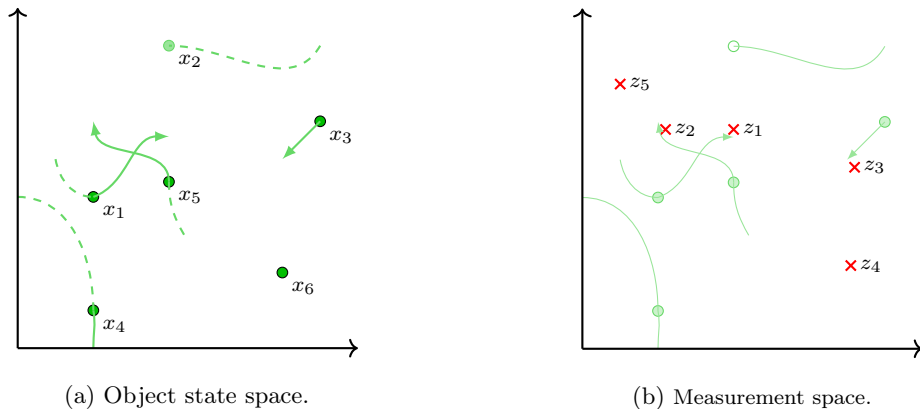 x₂
x₃
x₁
x₅
x₆
x₄
(a) Object state space.
z₅
z₂
z₁
z₃
z₄
(b) Measurement space.